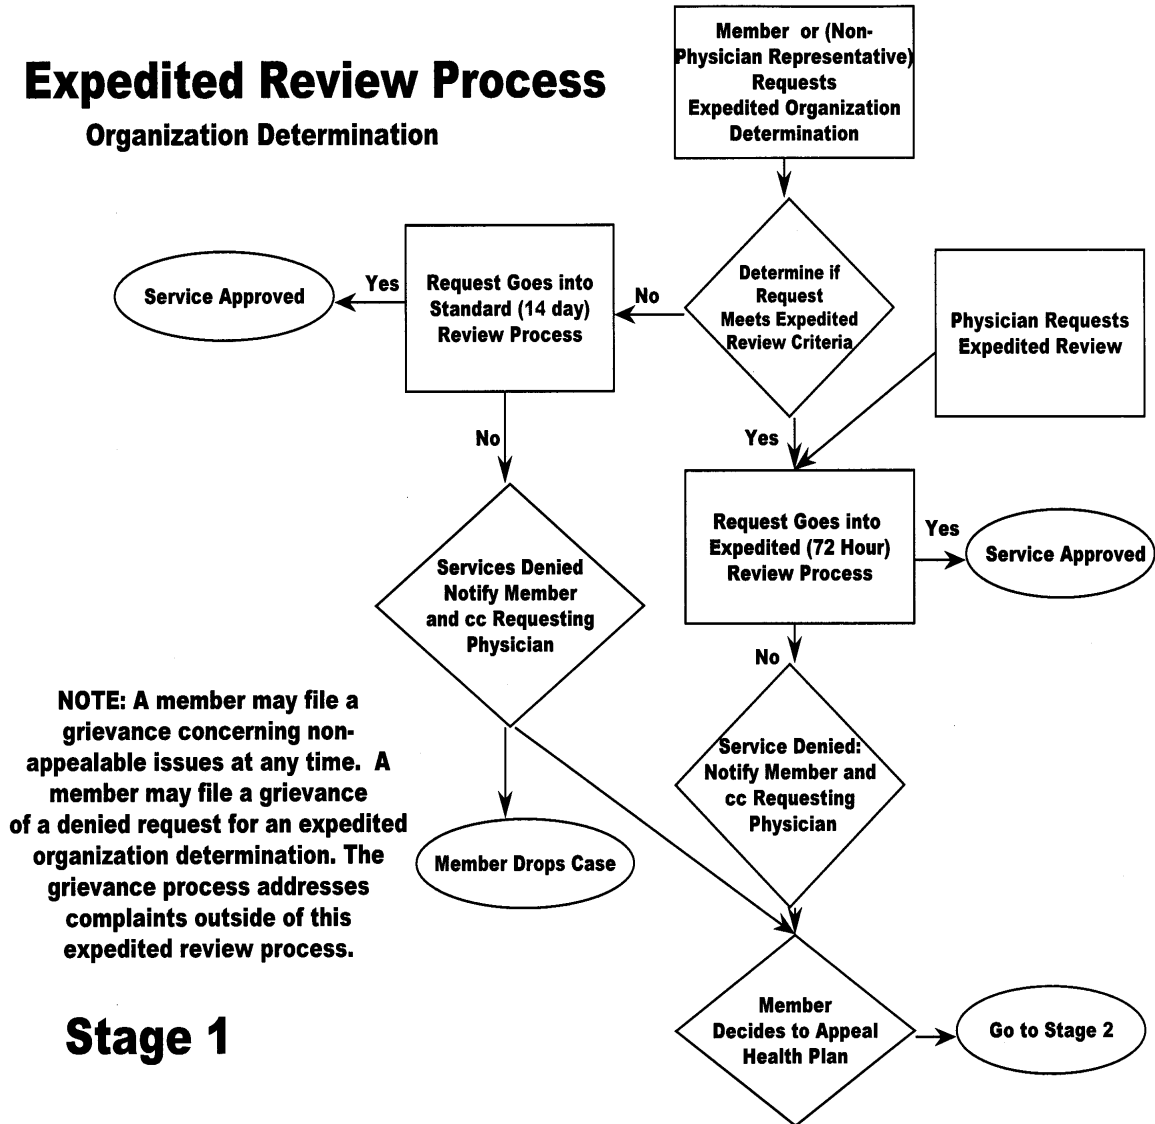 Expedited Review Process
Organization Determination
Member or (Non-
Physician Representative)
Requests
Expedited Organization
Determination
Service Approved
Yes
Request Goes into
Standard (14 day)
Review Process
No
Determine if
Request
Meets Expedited
Review Criteria
Physician Requests
Expedited Review
No
Yes
Services Denied
Notify Member
and cc Requesting
Physician
Request Goes into
Expedited (72 Hour)
Review Process
Yes
Service Approved
No
Service Denied:
Notify Member and
cc Requesting
Physician
NOTE: A member may file a
grievance concerning non-
appealable issues at any time. A
member may file a grievance
of a denied request for an expedited
organization determination. The
grievance process addresses
complaints outside of this
expedited review process.
Member Drops Case
Member
Decides to Appeal
Health Plan
Go to Stage 2
Stage 1